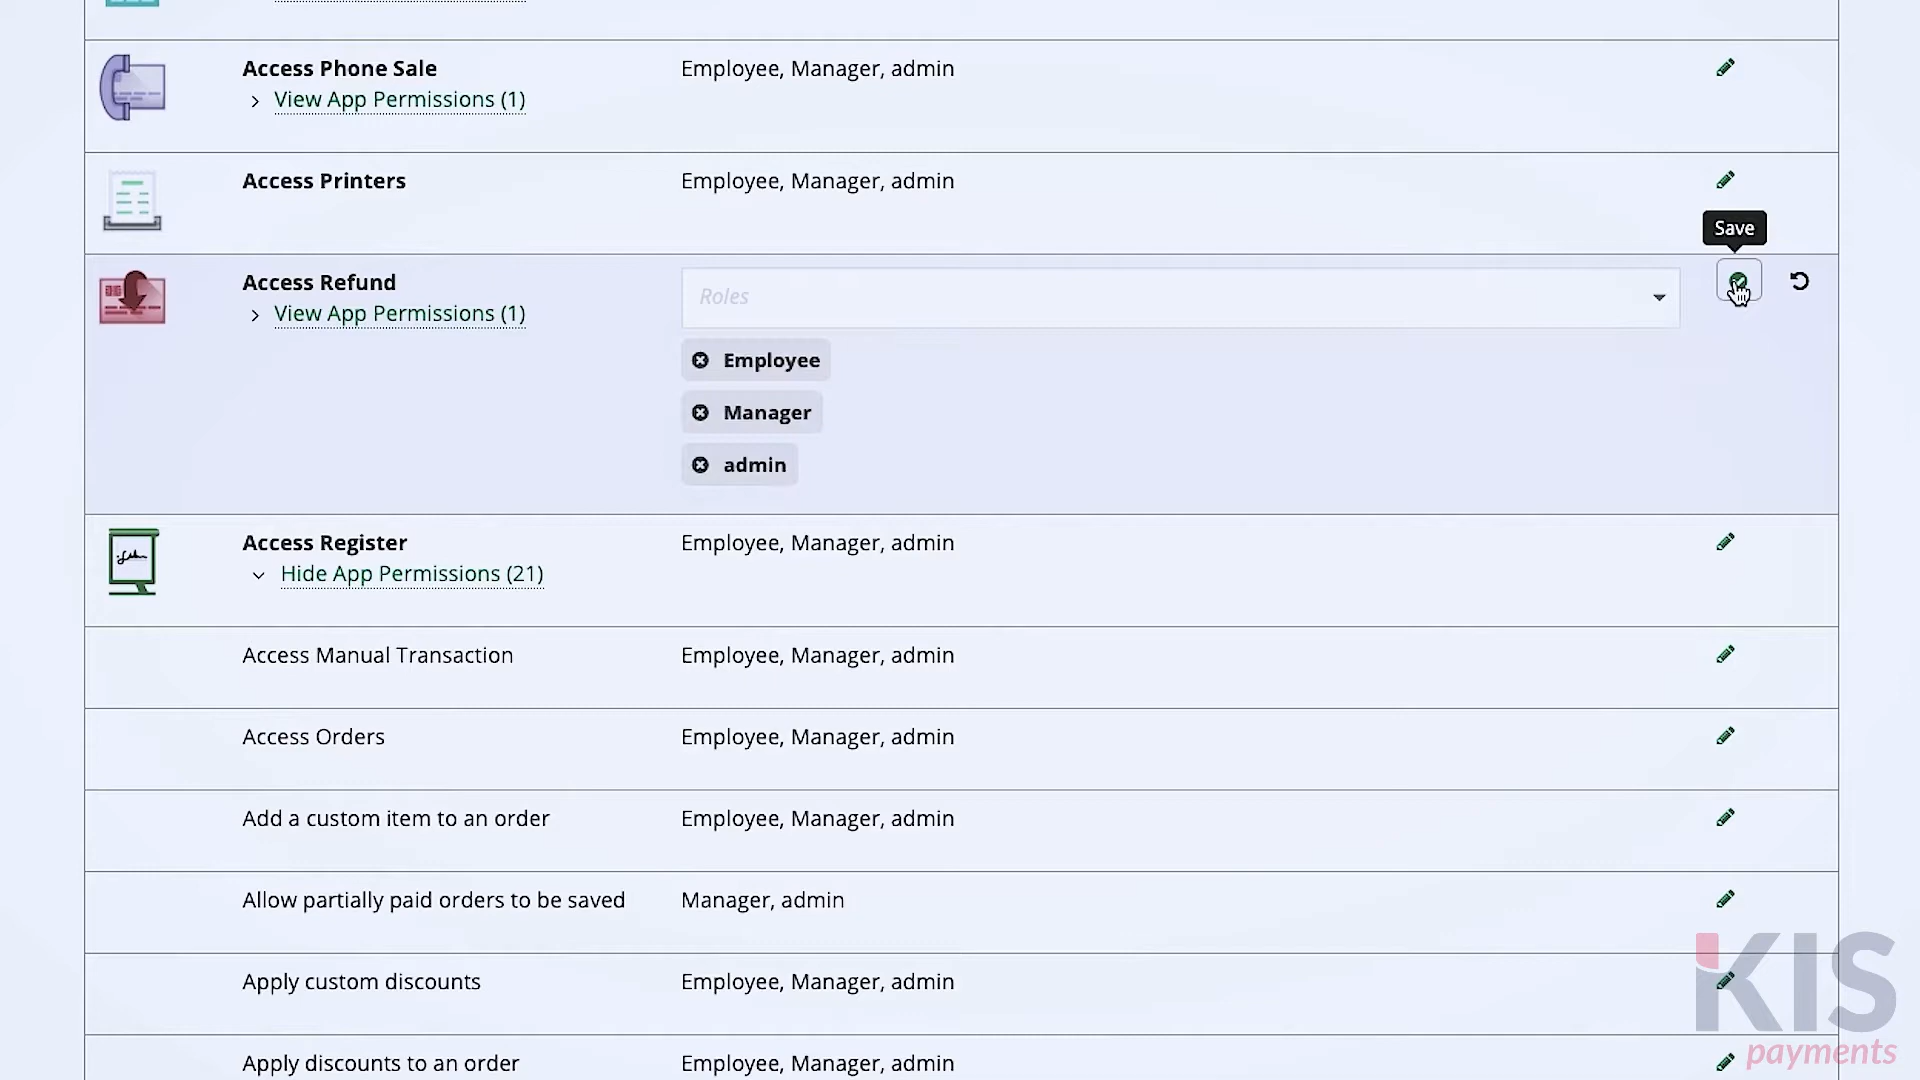 Access Phone Sale
Employee, Manager, admin
View App Permissions (1)
Access Printers
Employee, Manager, admin
Save
Access Refund
Roles
View App Permissions (1)
Employee
Manager
admin
Access Register
Employee, Manager, admin
Hide App Permissions (21)
Access Manual Transaction
Employee, Manager, admin
Access Orders
Employee, Manager, admin
Add a custom item to an order
Employee, Manager, admin
Allow partially paid orders to be saved
Manager, admin
Apply custom discounts
Employee, Manager, admin
Apply discounts to an order
Employee, Manager, admin
KIS
payments